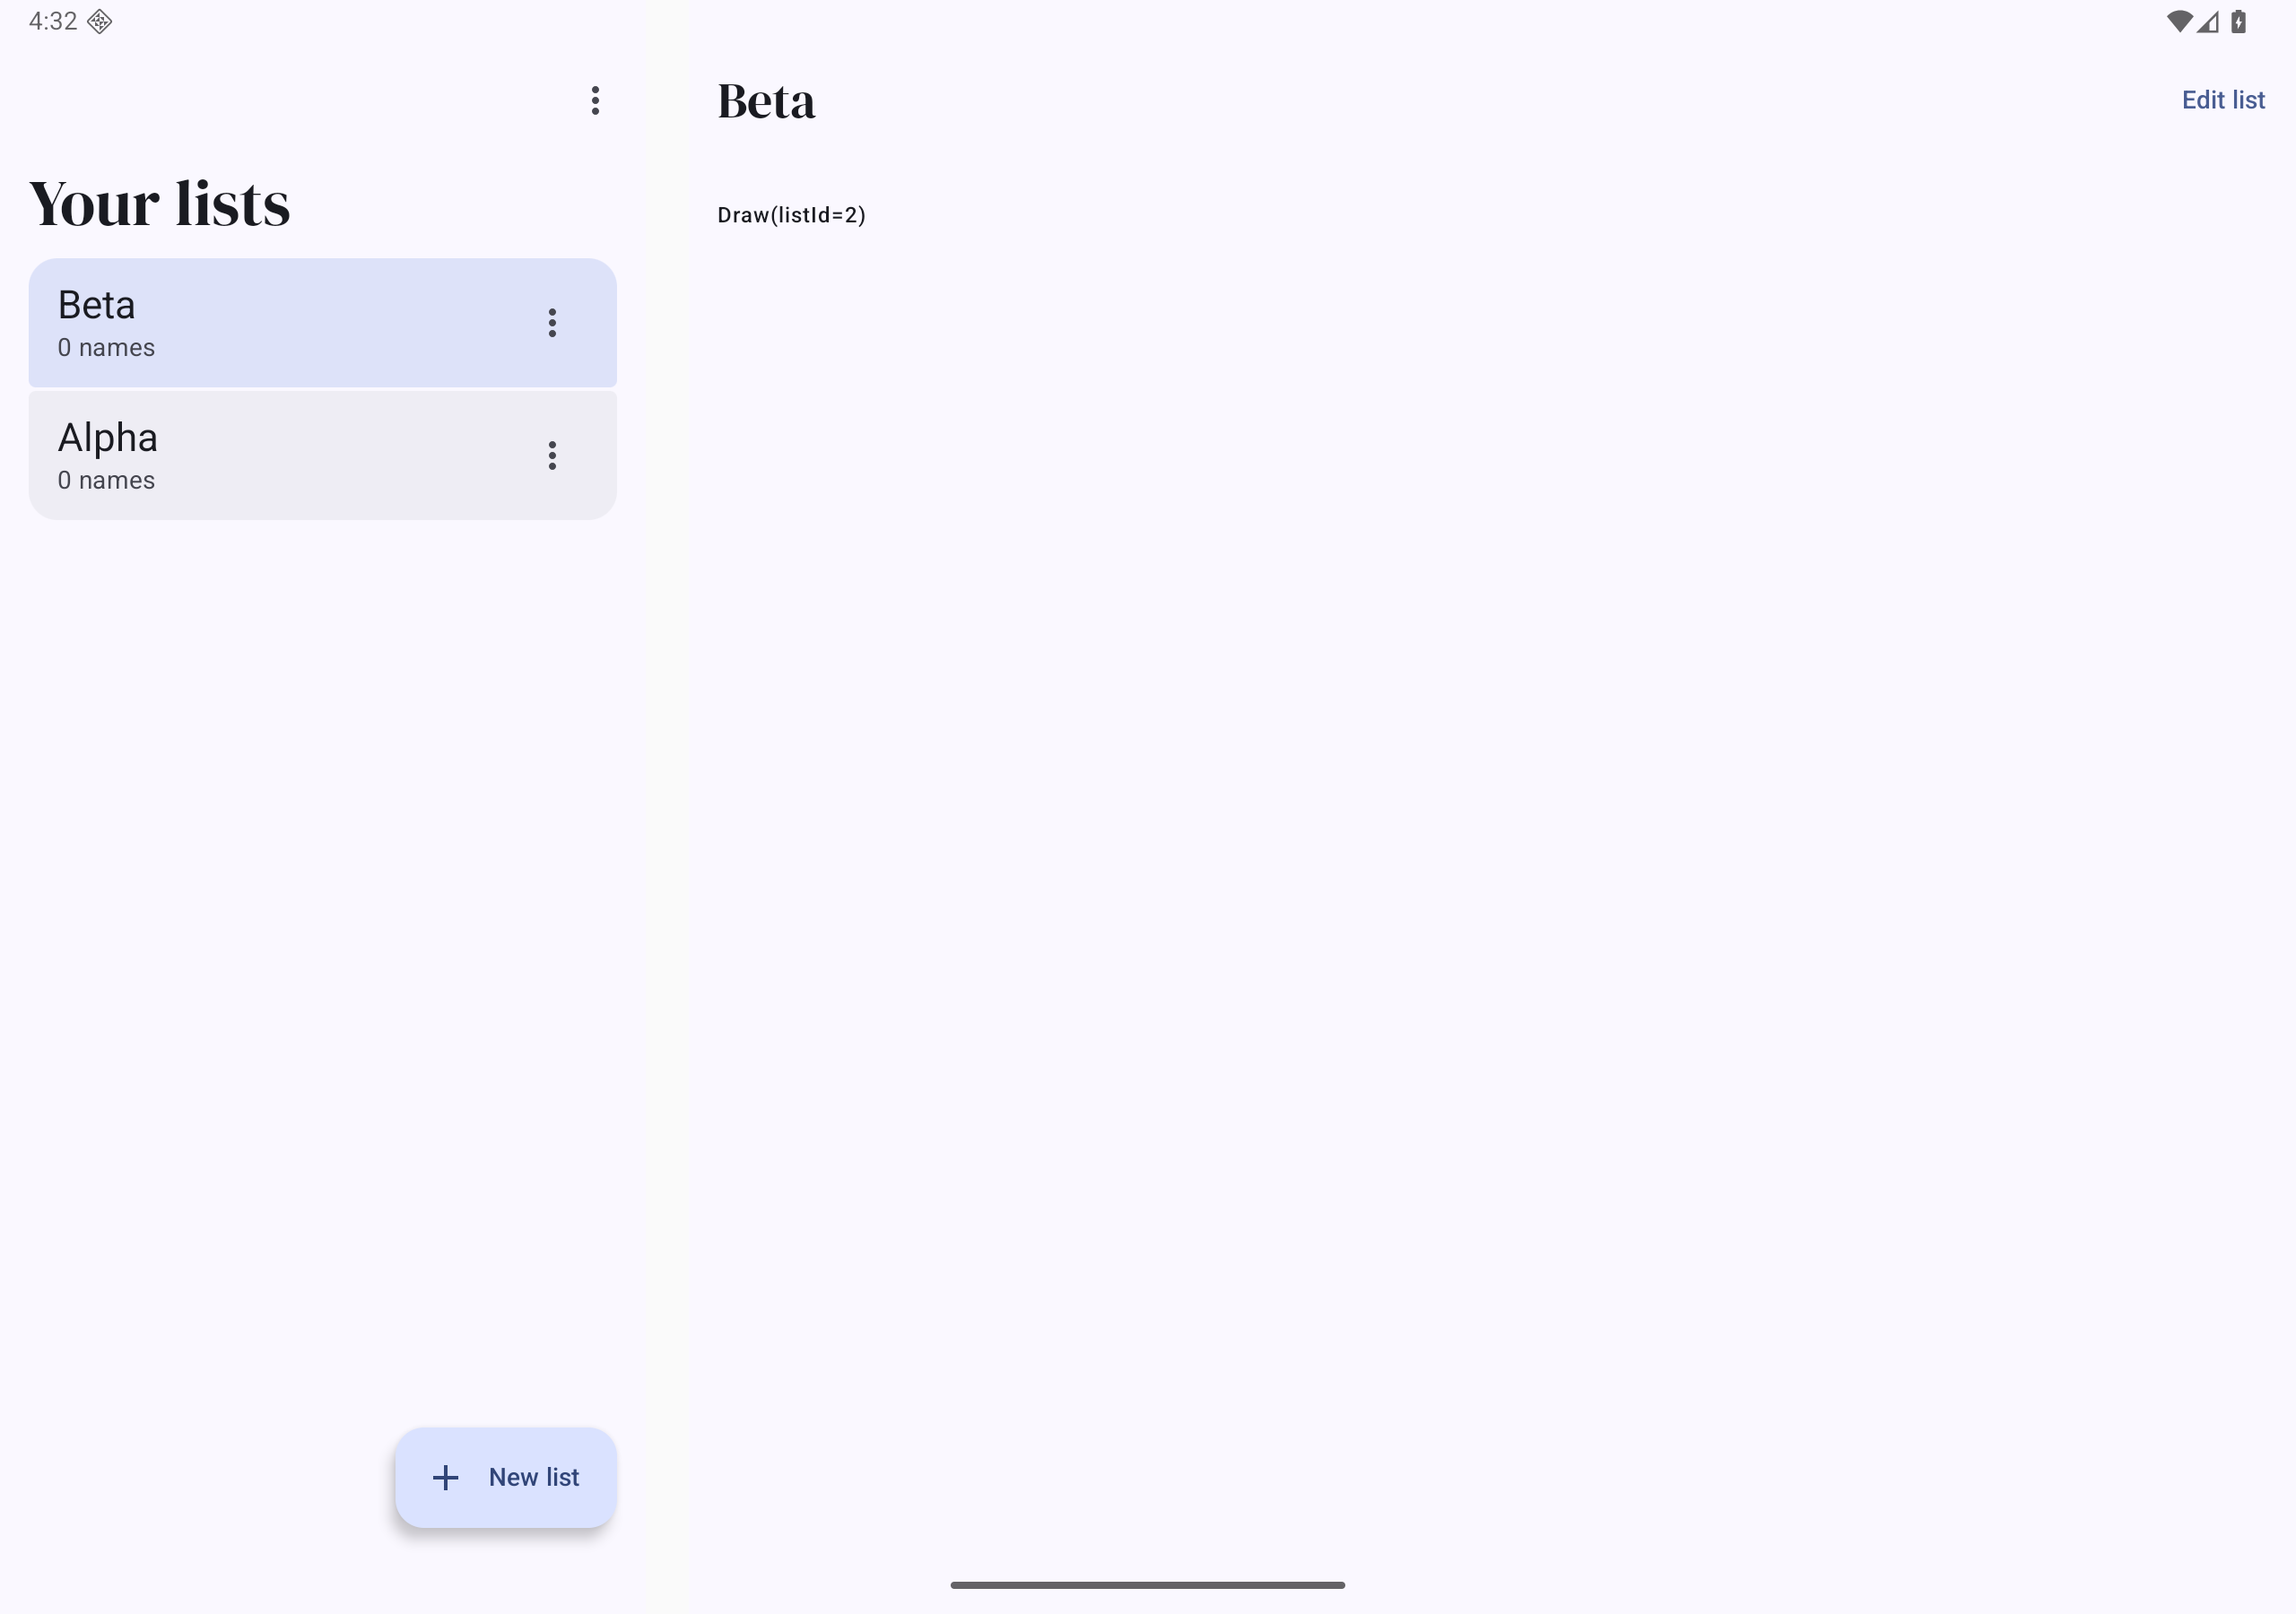 4:32
Your lists
Beta
0 names
Alpha
0 names
New list
Beta
Edit list
Draw(listId=2)